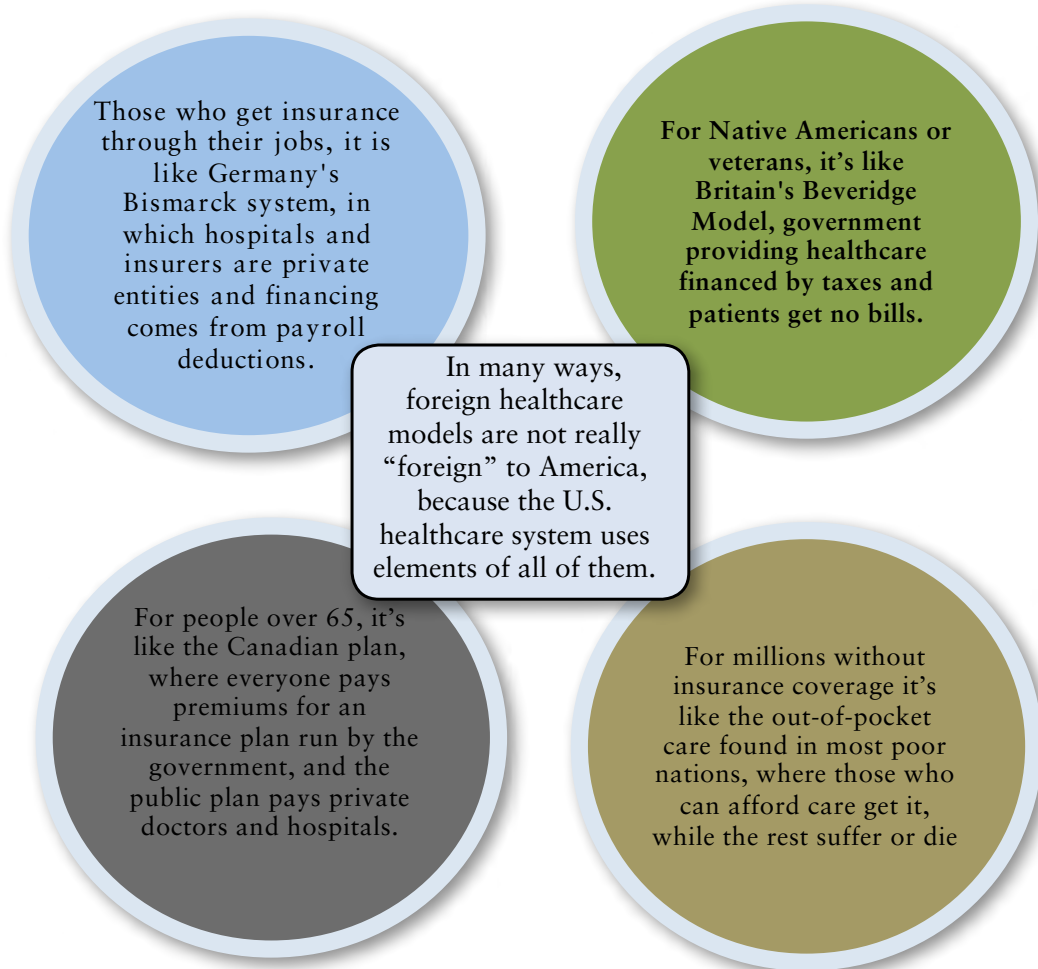 Those who get insurance
through their jobs, it is
like Germany's
Bismarck system, in
which hospitals and
insurers are private
entities and financing
comes from payroll
deductions.
For Native Americans or
veterans, it’s like
Britain's Beveridge
Model, government
providing healthcare
financed by taxes and
patients get no bills.
In many ways,
foreign healthcare
models are not really
“foreign” to America,
because the U.S.
healthcare system uses
elements of all of them.
For people over 65, it’s
like the Canadian plan,
where everyone pays
premiums for an
insurance plan run by the
government, and the
public plan pays private
doctors and hospitals.
For millions without
insurance coverage it’s
like the out-of-pocket
care found in most poor
nations, where those who
can afford care get it,
while the rest suffer or die